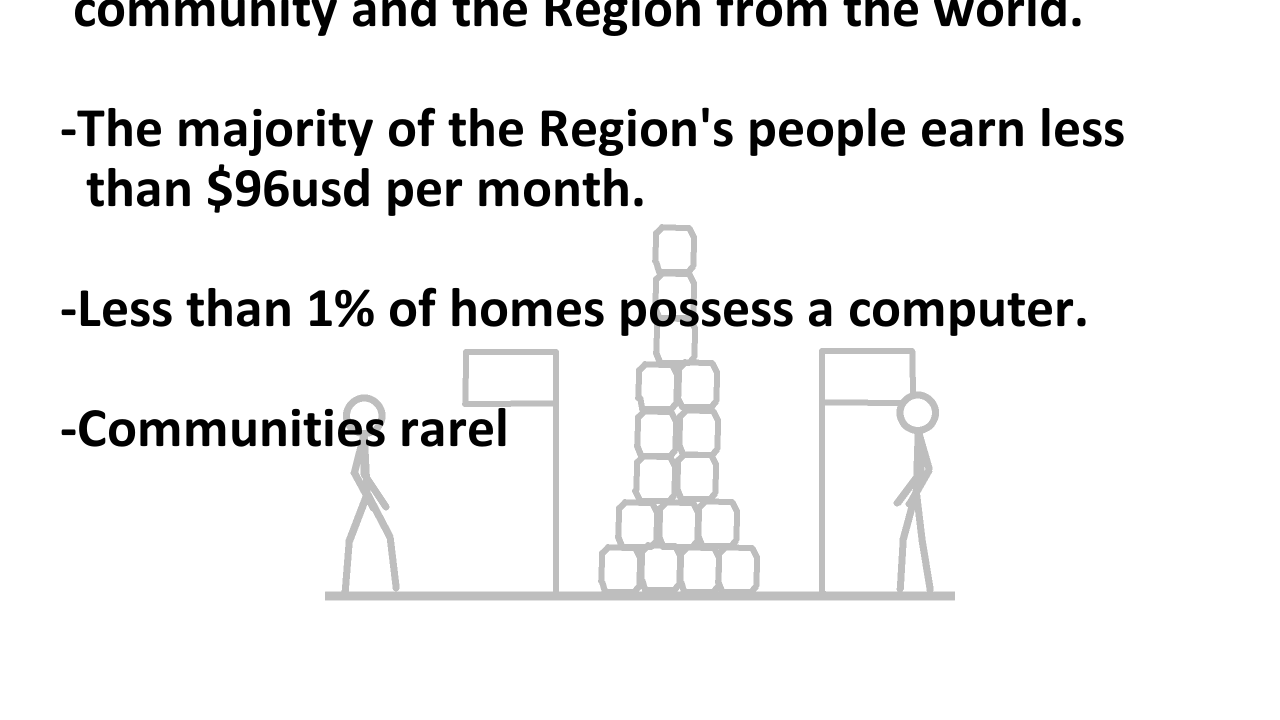 community and the Region from the world.
-The majority of the Region's people earn less
than $96usd per month.
-Less than 1% of homes possess a computer.
-Communities rarel